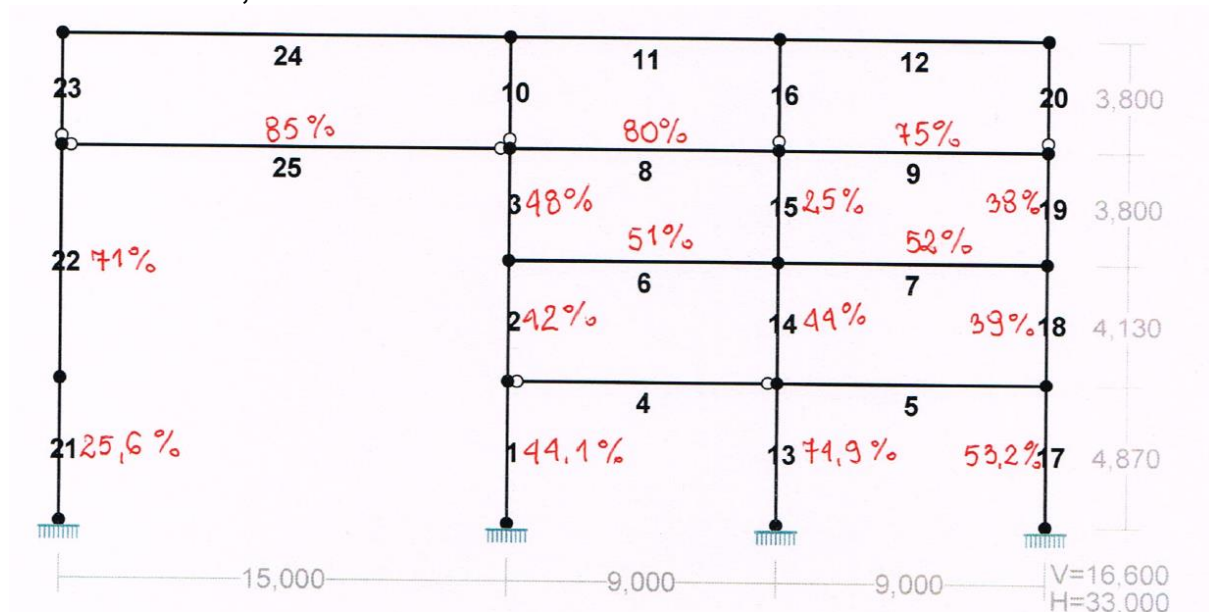 24 11 12
23 10 16 20 3,800
85% 80% 75%
25 8 9
3 48% 15 25% 38% 19 3,800
51% 52%
22 71% 6 7
2 42% 14 44% 39% 18 4,130
4 5
21 25,6% 1 44,1% 13 74,9% 53,2% 17 4,870
15,000 9,000 9,000 V=16,600
H=33,000